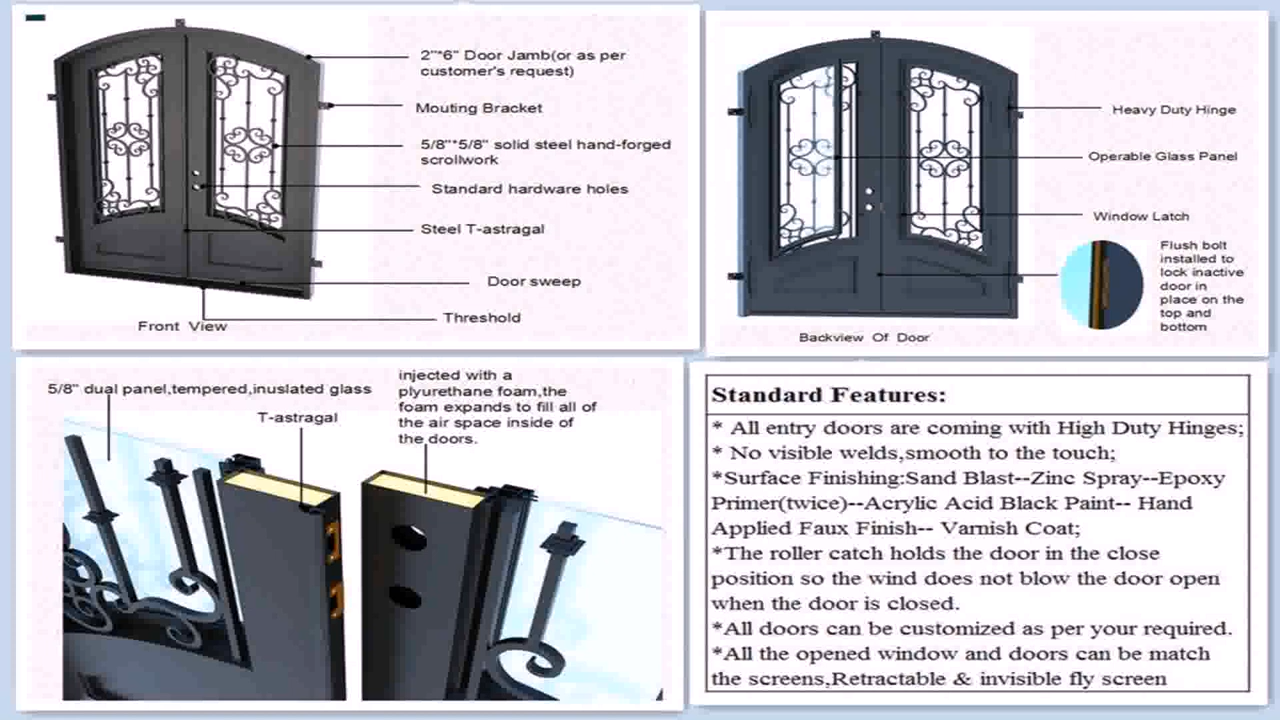 2"*6" Door Jamb(or as per
customer's request)
Mouting Bracket
5/8"*5/8" solid steel hand-forged
scrollwork
Standard hardware holes
Steel T-astragal
Door sweep
Threshold
Front View
Heavy Duty Hinge
Operable Glass Panel
Window Latch
Flush bolt
installed to
lock inactive
door in
place on the
top and
bottom
Backview Of Door
5/8" dual panel,tempered,inuslated glass
T-astragal
injected with a
plyurethane foam,the
foam expands to fill all of
the air space inside of
the doors.
Standard Features:
* All entry doors are coming with High Duty Hinges;
* No visible welds,smooth to the touch;
*Surface Finishing:Sand Blast--Zinc Spray--Epoxy
Primer(twice)--Acrylic Acid Black Paint-- Hand
Applied Faux Finish-- Varnish Coat;
*The roller catch holds the door in the close
position so the wind does not blow the door open
when the door is closed.
*All doors can be customized as per your required.
*All the opened window and doors can be match
the screens,Retractable & invisible fly screen